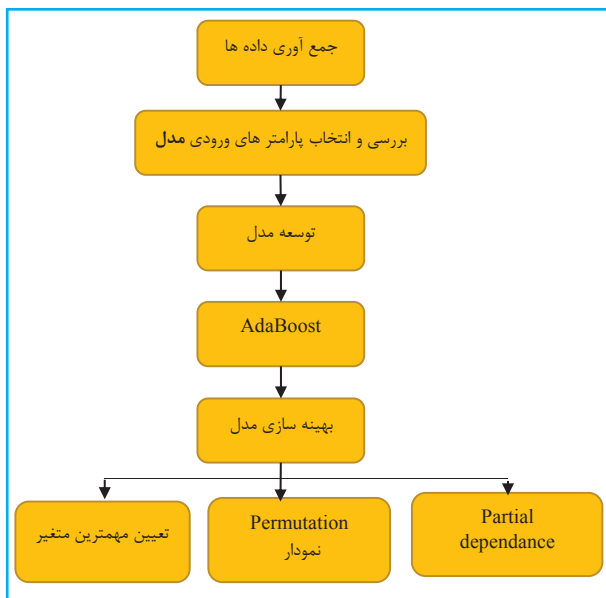 جمع آوری داده ها
بررسی و انتخاب پارامتر های ورودی مدل
توسعه مدل
AdaBoost
بهینه سازی مدل
تعیین مهمترین متغیر
Permutation
نمودار
Partial
dependance